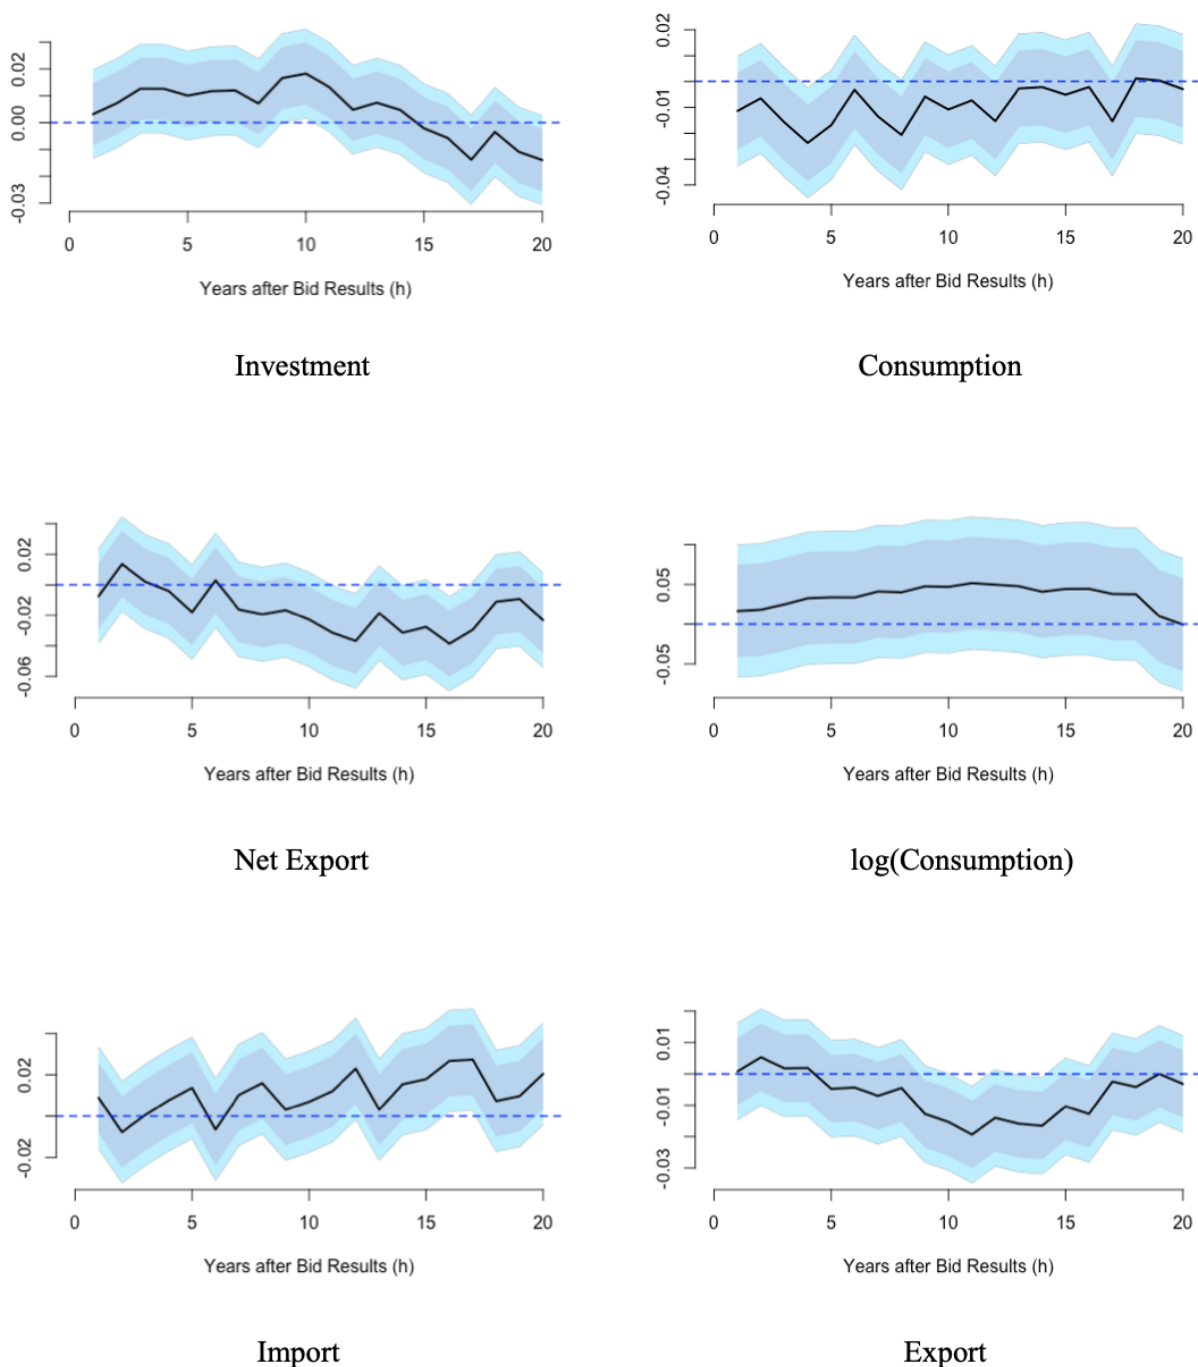 0.02
0.00
-0.03
0 5 10 15 20
Years after Bid Results (h)
Investment
0.02
-0.01
-0.04
0 5 10 15 20
Years after Bid Results (h)
Consumption
0.02
-0.02
-0.06
0 5 10 15 20
Years after Bid Results (h)
Net Export
0.05
-0.05
0 5 10 15 20
Years after Bid Results (h)
log(Consumption)
0.02
-0.02
0 5 10 15 20
Years after Bid Results (h)
Import
0.01
-0.01
-0.03
0 5 10 15 20
Years after Bid Results (h)
Export